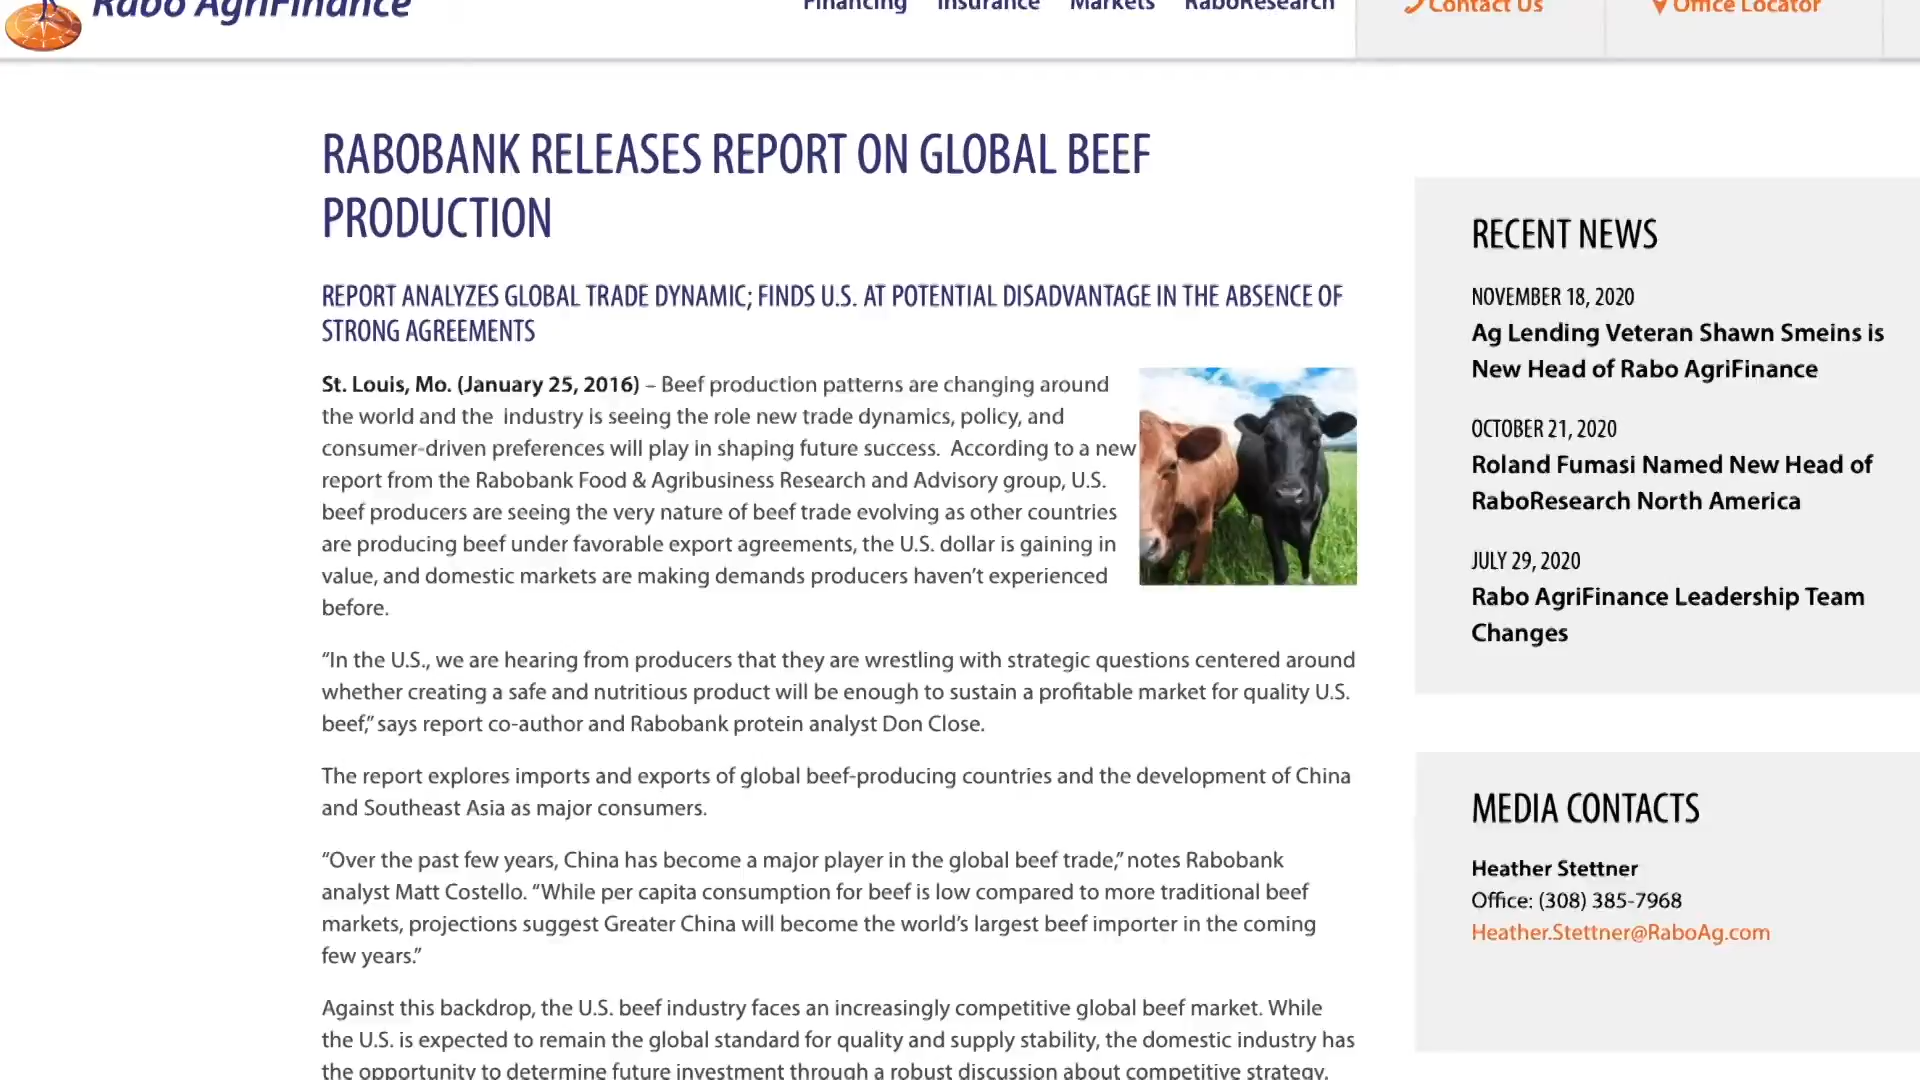 Rabo AgriFinance
Financing Insurance Markets RaboResearch Contact Us Office Locator
RABOBANK RELEASES REPORT ON GLOBAL BEEF
PRODUCTION
REPORT ANALYZES GLOBAL TRADE DYNAMIC; FINDS U.S. AT POTENTIAL DISADVANTAGE IN THE ABSENCE OF
STRONG AGREEMENTS
St. Louis, Mo. (January 25, 2016) – Beef production patterns are changing around
the world and the industry is seeing the role new trade dynamics, policy, and
consumer-driven preferences will play in shaping future success. According to a new
report from the Rabobank Food & Agribusiness Research and Advisory group, U.S.
beef producers are seeing the very nature of beef trade evolving as other countries
are producing beef under favorable export agreements, the U.S. dollar is gaining in
value, and domestic markets are making demands producers haven’t experienced
before.
“In the U.S., we are hearing from producers that they are wrestling with strategic questions centered around
whether creating a safe and nutritious product will be enough to sustain a profitable market for quality U.S.
beef,” says report co-author and Rabobank protein analyst Don Close.
The report explores imports and exports of global beef-producing countries and the development of China
and Southeast Asia as major consumers.
“Over the past few years, China has become a major player in the global beef trade,” notes Rabobank
analyst Matt Costello. “While per capita consumption for beef is low compared to more traditional beef
markets, projections suggest Greater China will become the world’s largest beef importer in the coming
few years.”
Against this backdrop, the U.S. beef industry faces an increasingly competitive global beef market. While
the U.S. is expected to remain the global standard for quality and supply stability, the domestic industry has
the opportunity to determine future investment through a robust discussion about competitive strategy.
RECENT NEWS
NOVEMBER 18, 2020
Ag Lending Veteran Shawn Smeins is
New Head of Rabo AgriFinance
OCTOBER 21, 2020
Roland Fumasi Named New Head of
RaboResearch North America
JULY 29, 2020
Rabo AgriFinance Leadership Team
Changes
MEDIA CONTACTS
Heather Stettner
Office: (308) 385-7968
Heather.Stettner@RaboAg.com